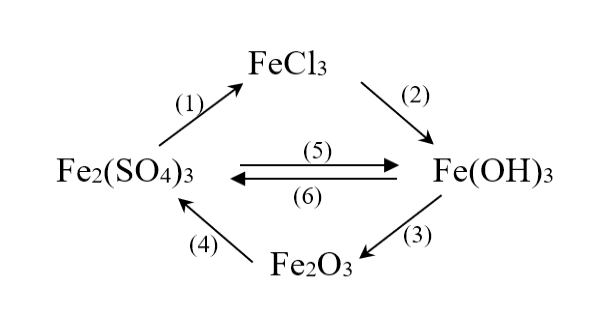 FeCl₃
(1)
(2)
(5)
Fe₂(SO₄)₃
Fe(OH)₃
(6)
(4)
(3)
Fe₂O₃